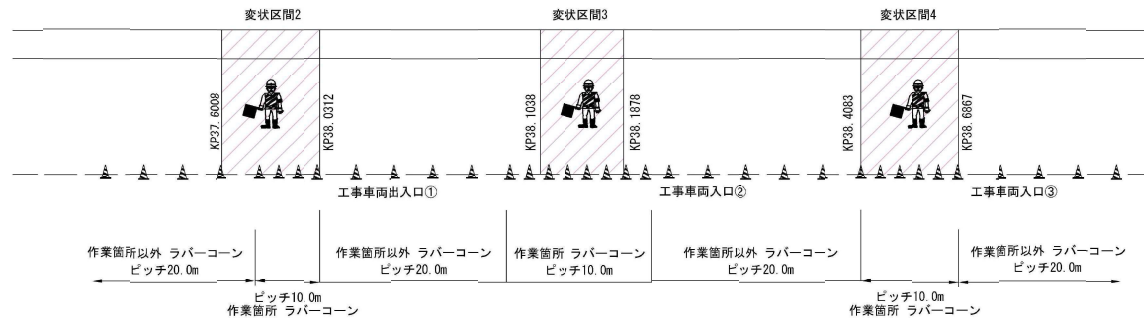 変状区間2
変状区間3
変状区間4
KP37.6008
KP38.0312
KP38.1038
KP38.1878
KP38.4083
KP38.6867
工事車両出入口①
工事車両入口②
工事車両入口③
作業箇所以外 ラバーコーン
ピッチ20.0m
ピッチ10.0m
作業箇所 ラバーコーン
作業箇所以外 ラバーコーン
ピッチ20.0m
作業箇所 ラバーコーン
ピッチ10.0m
作業箇所以外 ラバーコーン
ピッチ20.0m
ピッチ10.0m
作業箇所 ラバーコーン
作業箇所以外 ラバーコーン
ピッチ20.0m